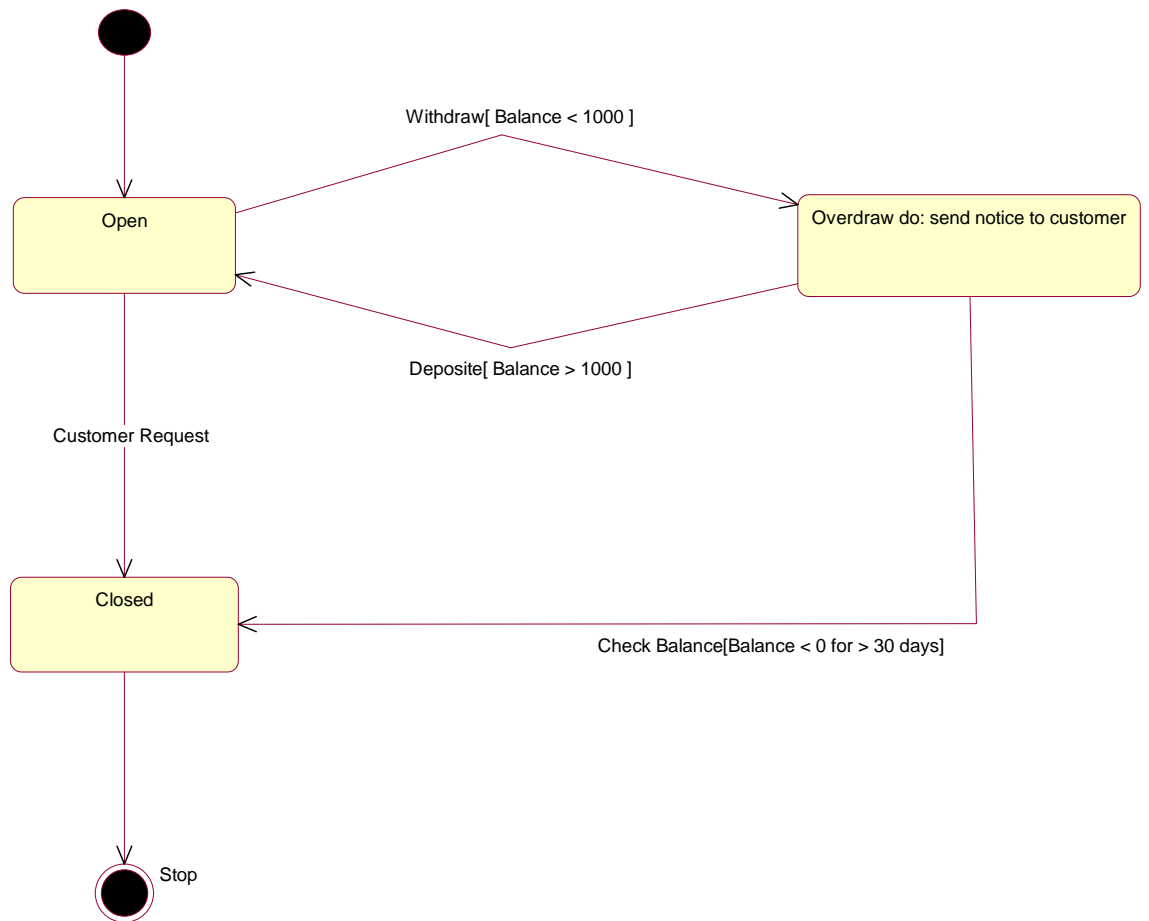 Withdraw[ Balance < 1000 ]
Open
Overdraw do: send notice to customer
Deposite[ Balance > 1000 ]
Customer Request
Closed
Check Balance[Balance < 0 for > 30 days]
Stop